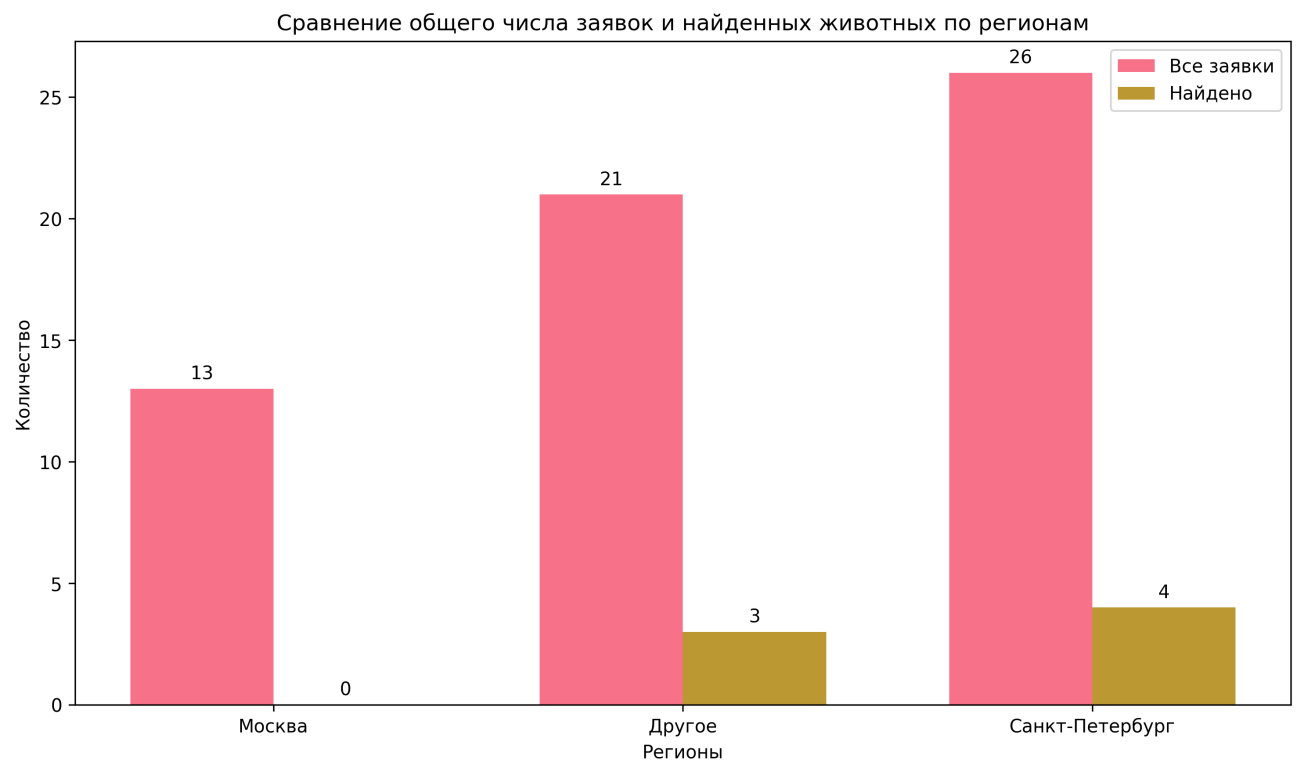 Сравнение общего числа заявок и найденных животных по регионам
Все заявки
Найдено
26
21
13
0
3
4
25
20
15
10
5
0
Количество
Москва
Другое
Санкт-Петербург
Регионы